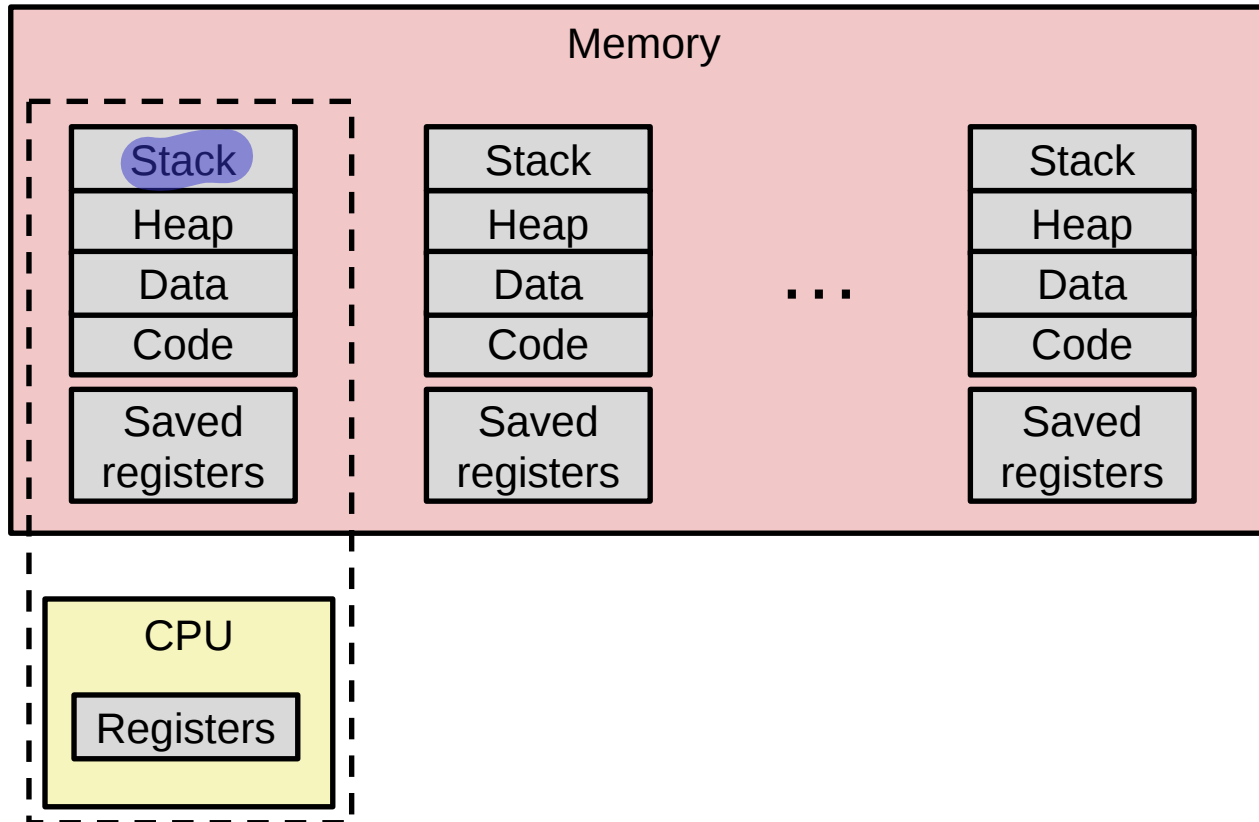 Memory
Stack
Heap
Data
Code
Saved
registers
Stack
Heap
Data
Code
Saved
registers
...
Stack
Heap
Data
Code
Saved
registers
CPU
Registers